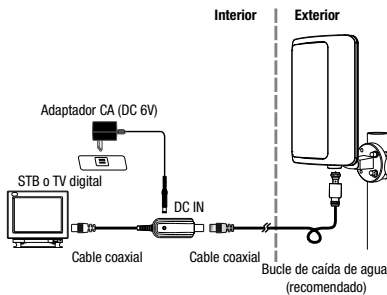 Interior
Exterior
Adaptador CA (DC 6V)
STB o TV digital
DC IN
Cable coaxial
Cable coaxial
Bucle de caída de agua
(recomendado)